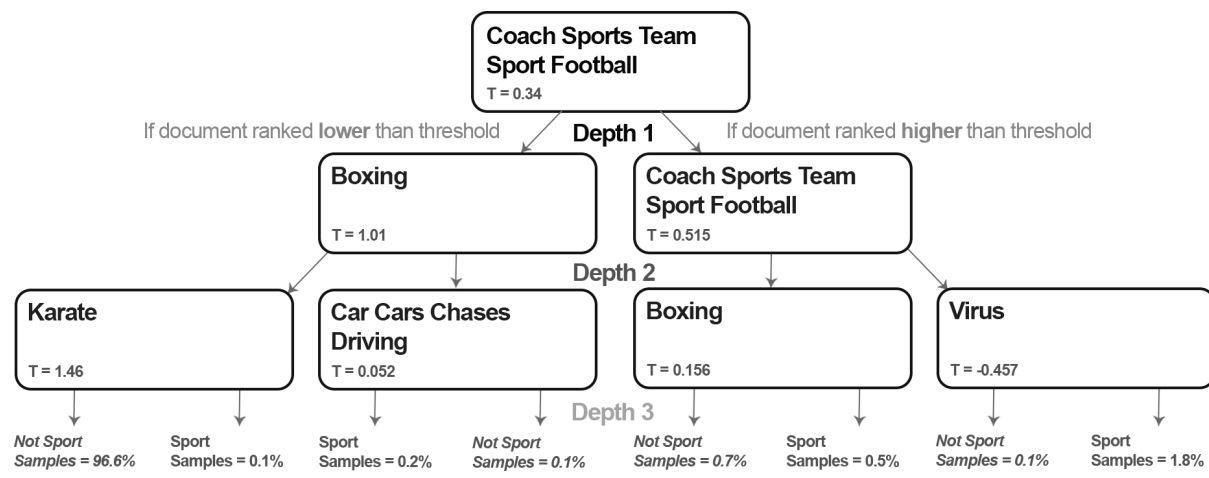 Coach Sports Team
Sport Football
T = 0.34
If document ranked lower than threshold
Depth 1
If document ranked higher than threshold
Boxing
T = 1.01
Coach Sports Team
Sport Football
T = 0.515
Depth 2
Karate
T = 1.46
Car Cars Chases
Driving
T = 0.052
Boxing
T = 0.156
Virus
T = -0.457
Depth 3
Not Sport
Samples = 96.6%
Sport
Samples = 0.1%
Sport
Samples = 0.2%
Not Sport
Samples = 0.1%
Not Sport
Samples = 0.7%
Sport
Samples = 0.5%
Not Sport
Samples = 0.1%
Sport
Samples = 1.8%